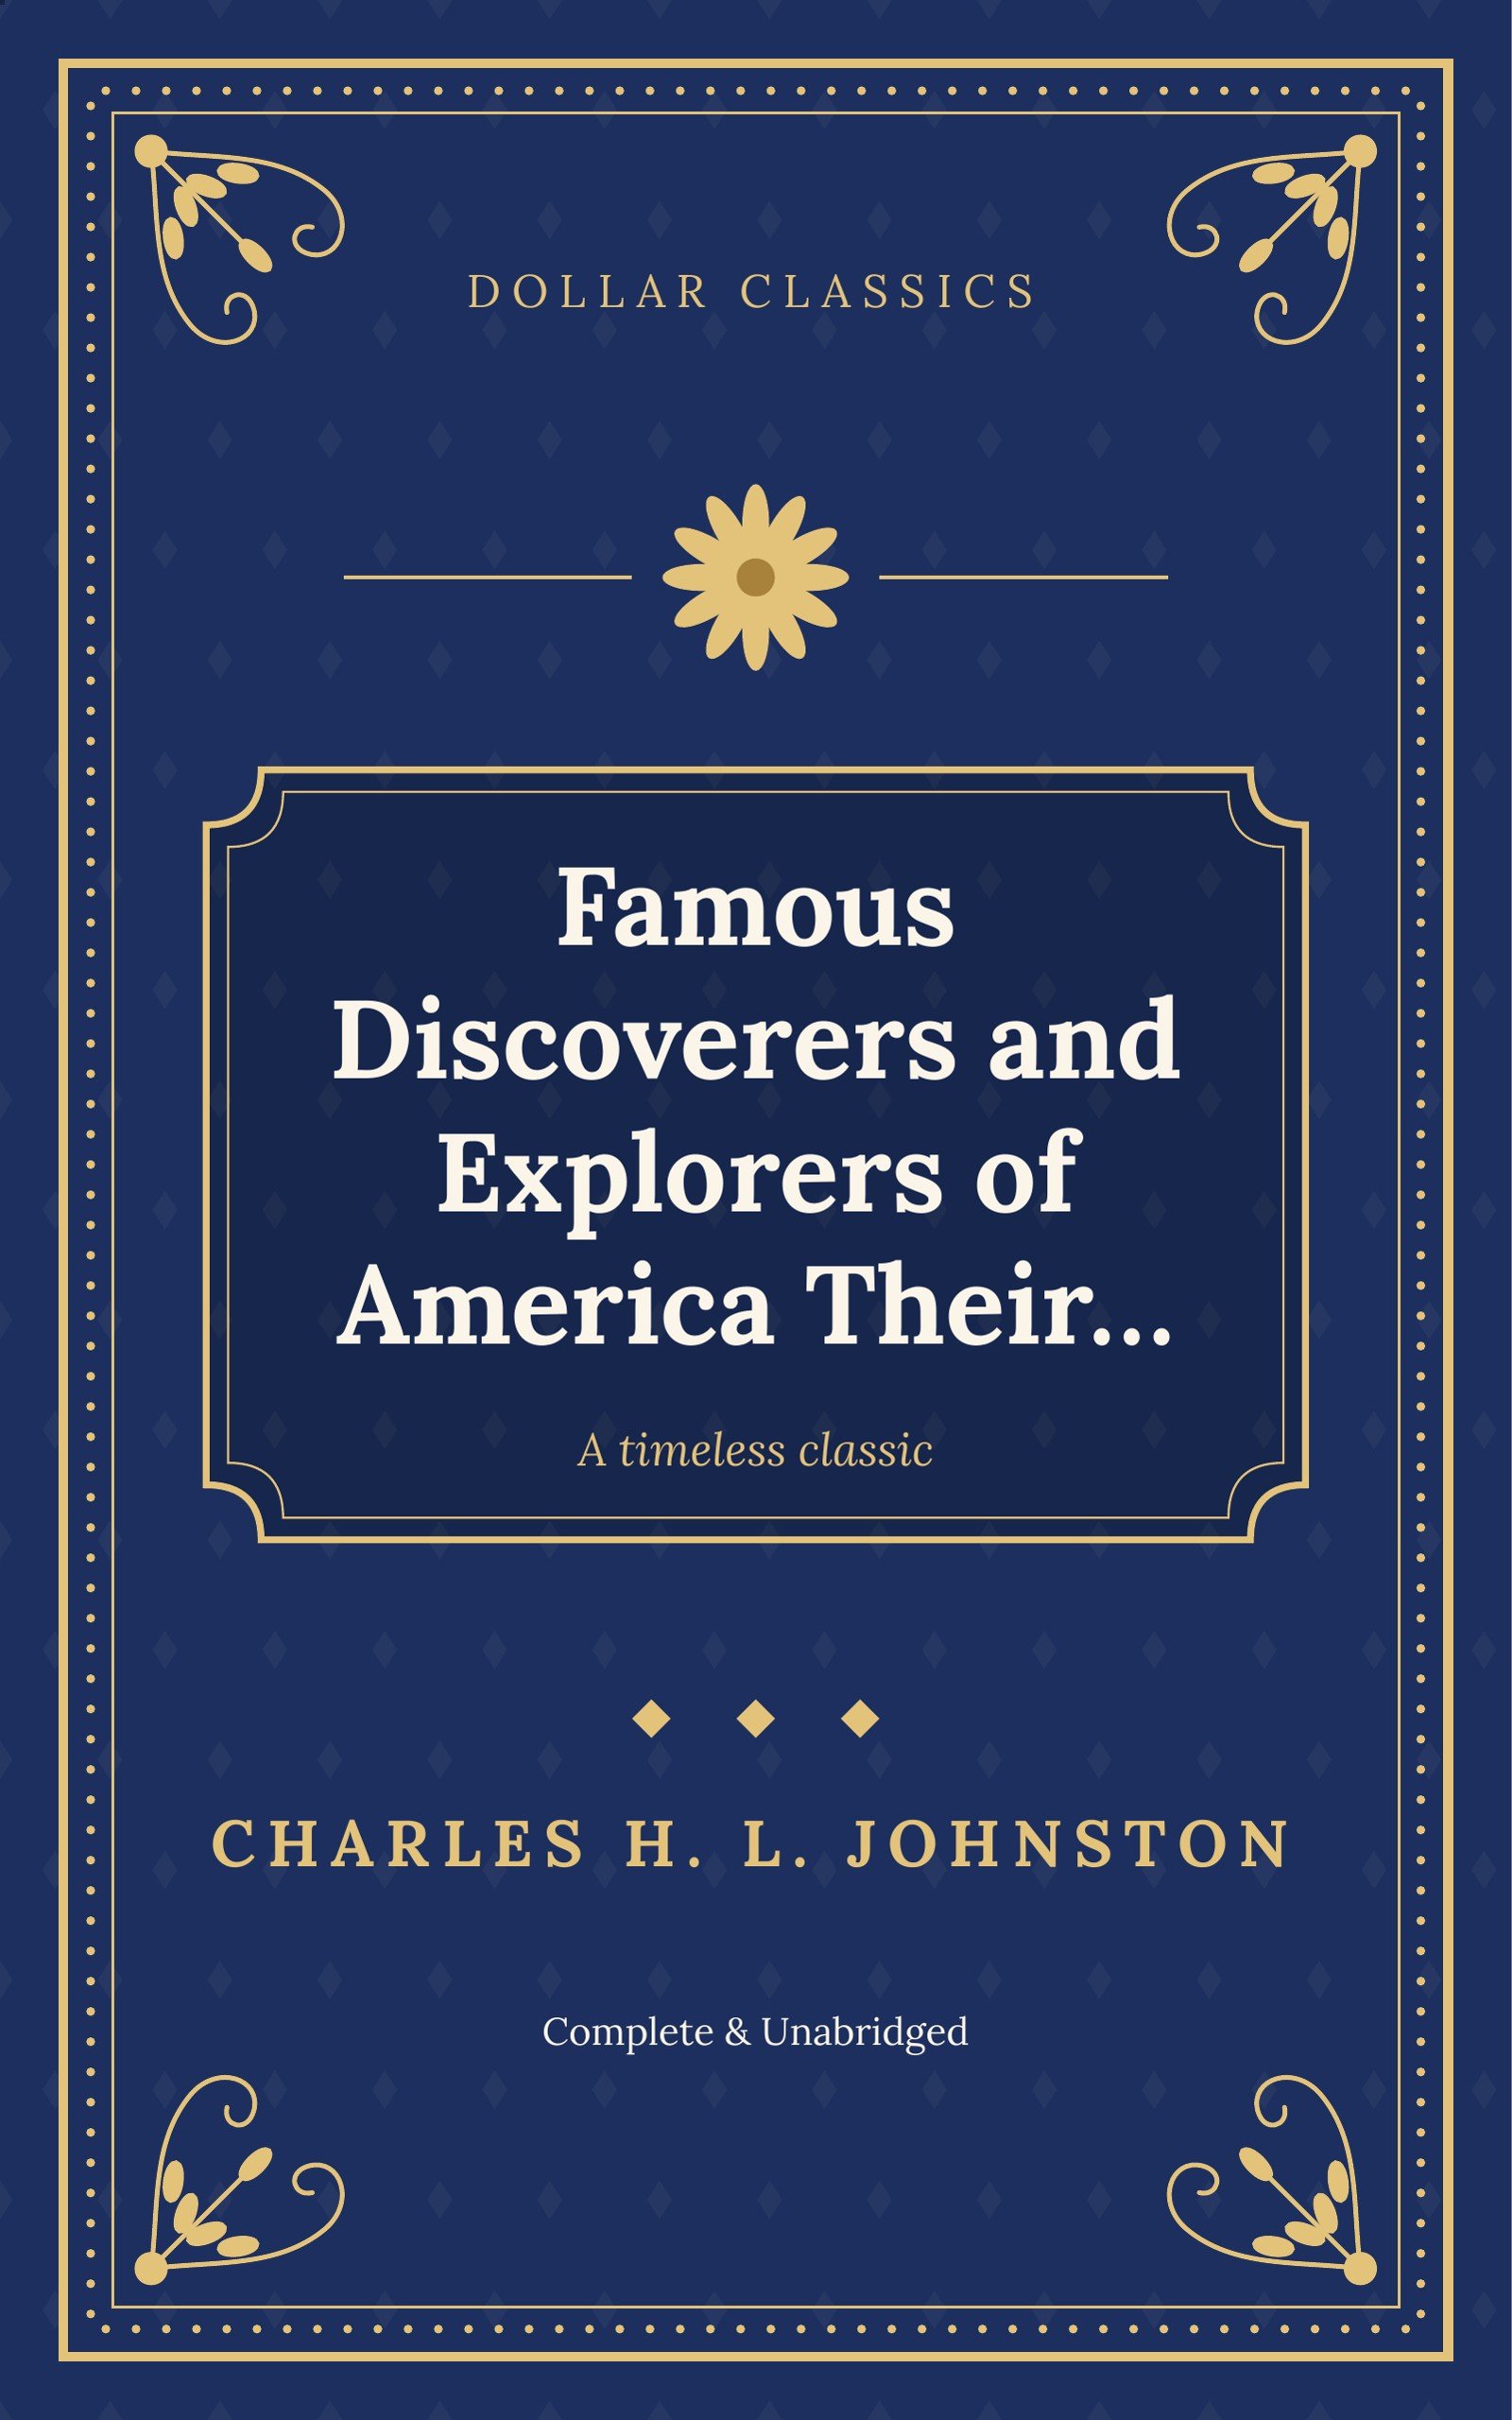 DOLLAR CLASSICS
Famous
Discoverers and
Explorers of
America Their...
A timeless classic
CHARLES H. L. JOHNSTON
Complete & Unabridged